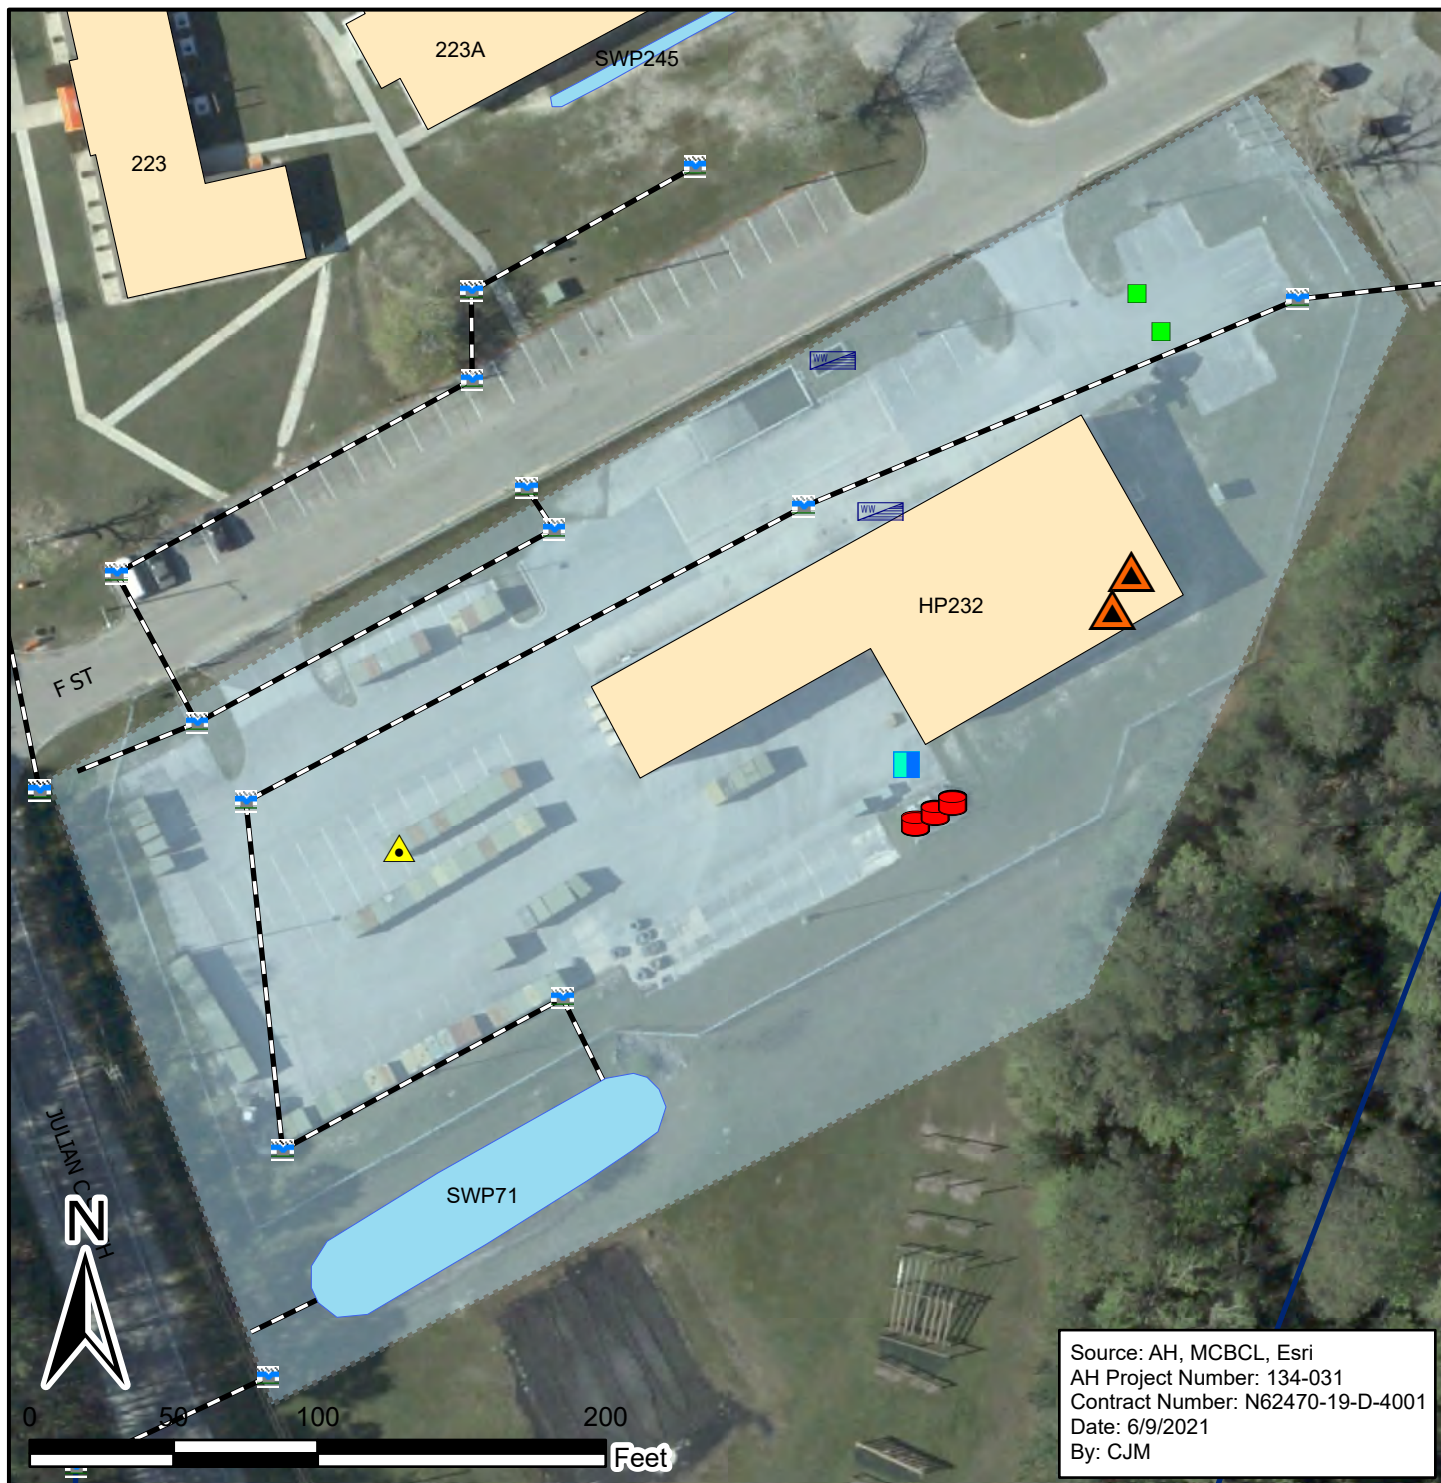 223A
SWP245
223
WW
WW
HP232
F ST
SWP71
JULIAN C
H
N
0
50
100
200
Feet
Source: AH, MCBCL, Esri
AH Project Number: 134-031
Contract Number: N62470-19-D-4001
Date: 6/9/2021
By: CJM